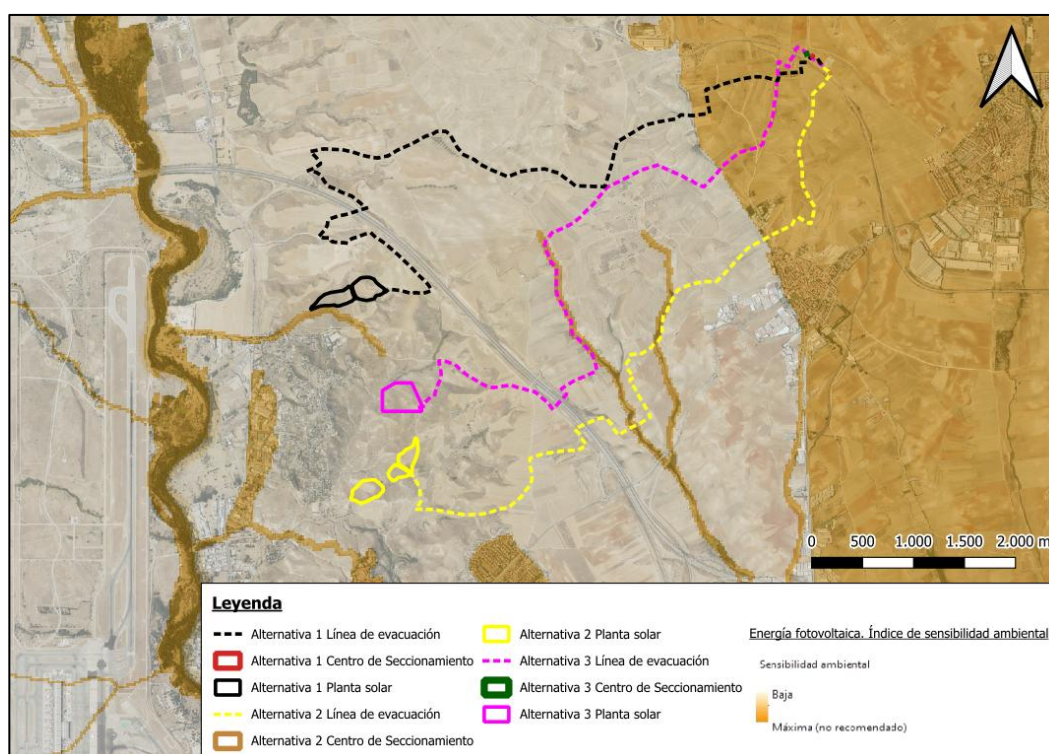 0 500 1.000 1.500 2.000 m
Leyenda
Alternativa 1 Línea de evacuación
Alternativa 1 Centro de Seccionamiento
Alternativa 1 Planta solar
Alternativa 2 Línea de evacuación
Alternativa 2 Centro de Seccionamiento
Alternativa 2 Planta solar
Alternativa 3 Línea de evacuación
Alternativa 3 Centro de Seccionamiento
Alternativa 3 Planta solar
Energía fotovoltaica. Índice de sensibilidad ambiental
Sensibilidad ambiental
Baja
Máxima (no recomendado)